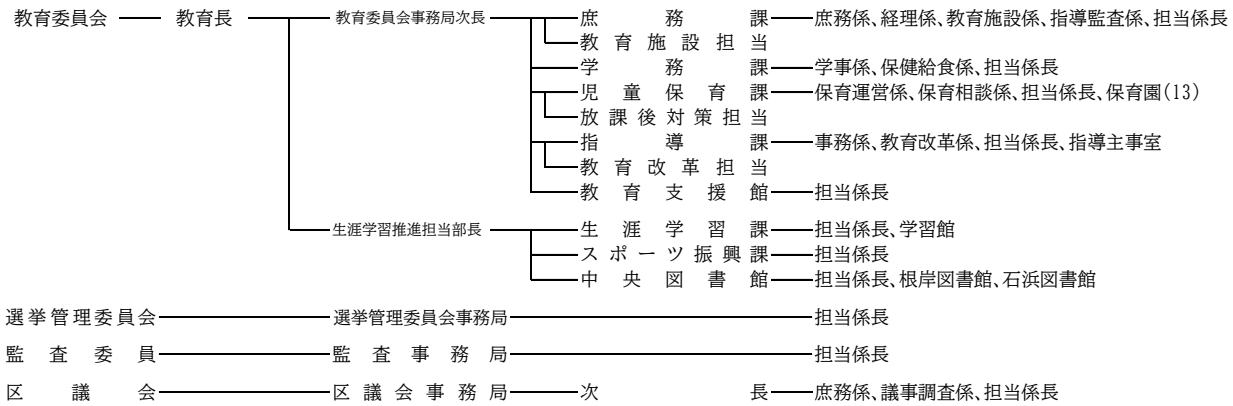 教育委員会 教育長 教育委員会事務局次長 庶務課 庶務係、経理係、教育施設係、指導監査係、担当係長
教育施設担当
学務課 学事係、保健給食係、担当係長
児童保育課 保育運営係、保育相談係、担当係長、保育園(13)
放課後対策担当
指導課 事務係、教育改革係、担当係長、指導主事室
教育改革担当
教育支援館 担当係長
生涯学習推進担当部長 生涯学習課 担当係長、学習館
スポーツ振興課 担当係長
中央図書館 担当係長、根岸図書館、石浜図書館
選挙管理委員会 選挙管理委員会事務局 担当係長
監査委員 監査事務局 担当係長
区議会 区議会事務局 次長 庶務係、議事調査係、担当係長